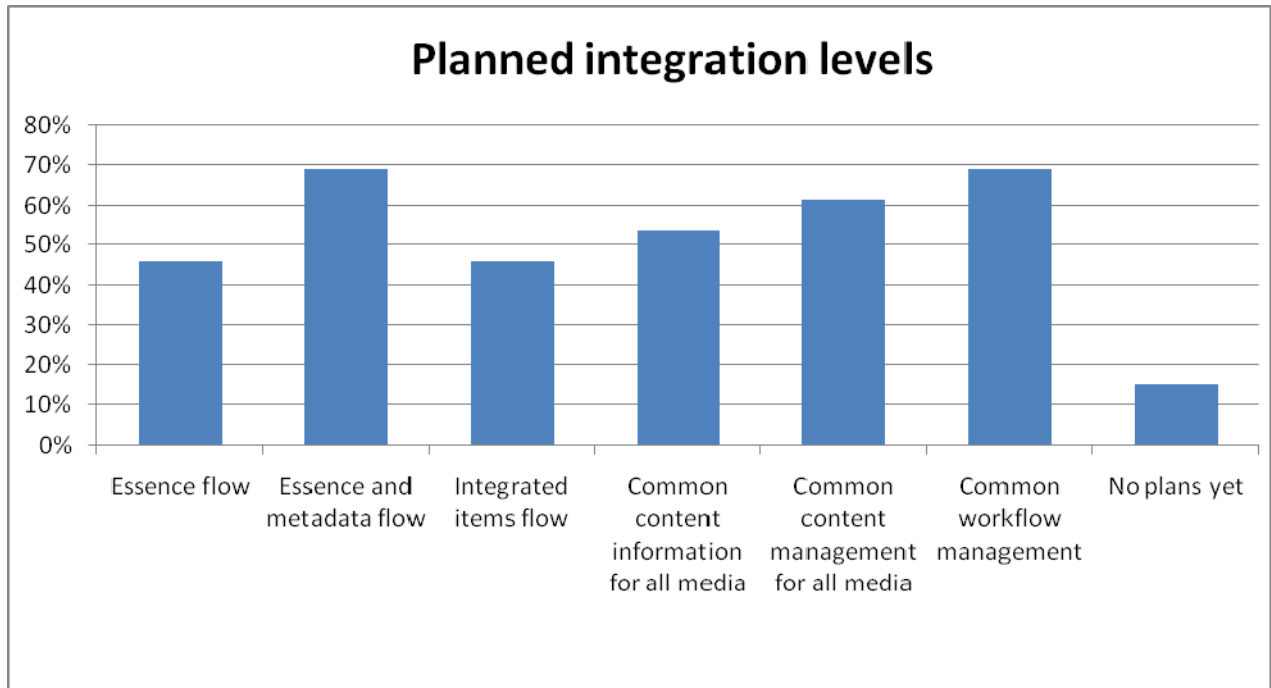 Planned integration levels
80%
70%
60%
50%
40%
30%
20%
10%
0%
Essence flow
Essence and
metadata flow
Integrated
items flow
Common
content
information
for all media
Common
content
management
for all media
Common
workflow
management
No plans yet